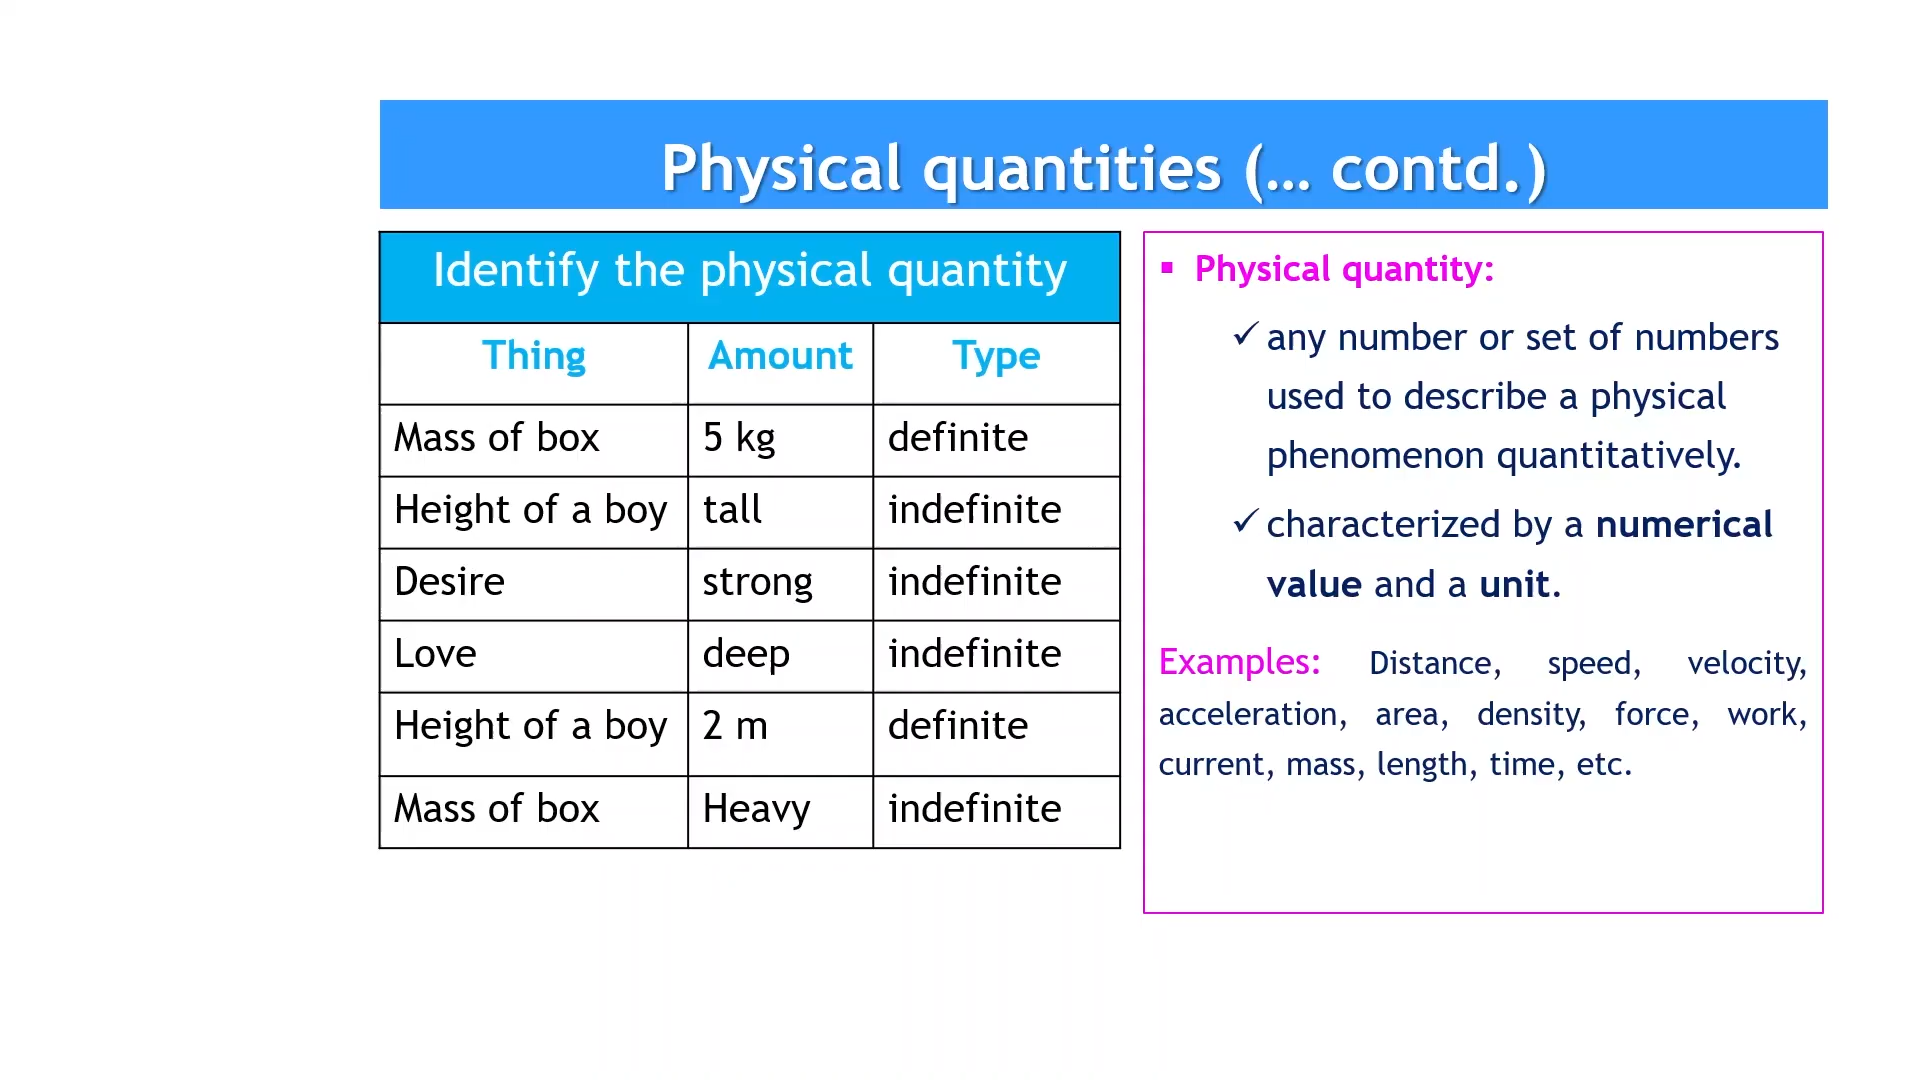 Physical quantities (... contd.)
Identify the physical quantity
Thing Amount Type
Mass of box 5 kg definite
Height of a boy tall indefinite
Desire strong indefinite
Love deep indefinite
Height of a boy 2 m definite
Mass of box Heavy indefinite
▪ Physical quantity:
✓ any number or set of numbers
used to describe a physical
phenomenon quantitatively.
✓ characterized by a numerical
value and a unit.
Examples: Distance, speed, velocity,
acceleration, area, density, force, work,
current, mass, length, time, etc.